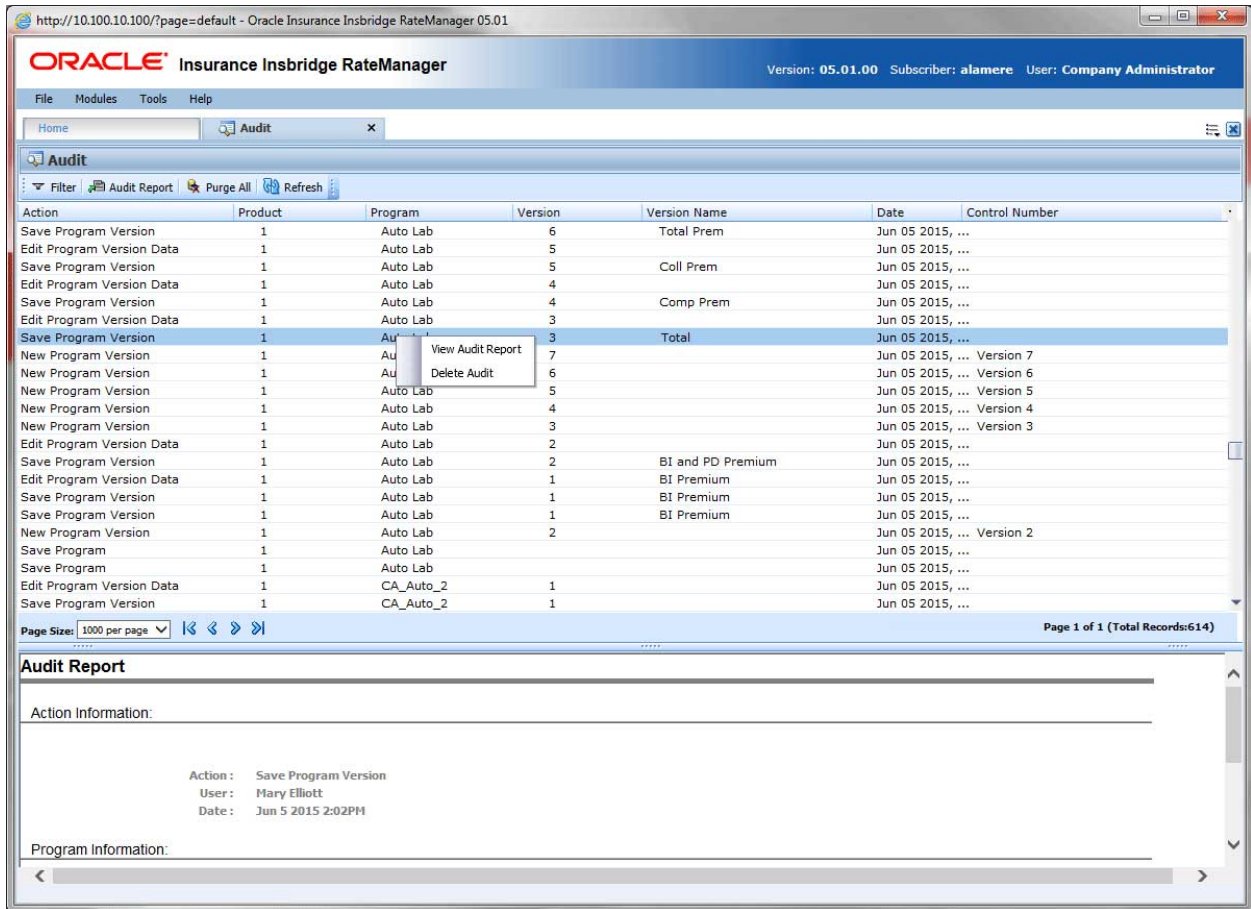 http://10.100.10.100/?page=default - Oracle Insurance Insbridge RateManager 05.01
ORACLE Insurance Insbridge RateManager
Version: 05.01.00 Subscriber: alamere User: Company Administrator
File Modules Tools Help
Home Audit
Audit
Filter Audit Report Purge All Refresh
Action Product Program Version Version Name Date Control Number
Save Program Version 1 Auto Lab 6 Total Prem Jun 05 2015, ...
Edit Program Version Data 1 Auto Lab 5 Jun 05 2015, ...
Save Program Version 1 Auto Lab 5 Coll Prem Jun 05 2015, ...
Edit Program Version Data 1 Auto Lab 4 Jun 05 2015, ...
Save Program Version 1 Auto Lab 4 Comp Prem Jun 05 2015, ...
Edit Program Version Data 1 Auto Lab 3 Jun 05 2015, ...
Save Program Version 1 3 Total Jun 05 2015, ...
New Program Version 1 Au 7 Jun 05 2015, ... Version 7
View Audit Report
New Program Version 1 Au 6 Jun 05 2015, ... Version 6
Delete Audit
New Program Version 1 Auto Lab 5 Jun 05 2015, ... Version 5
New Program Version 1 Auto Lab 4 Jun 05 2015, ... Version 4
New Program Version 1 Auto Lab 3 Jun 05 2015, ... Version 3
Edit Program Version Data 1 Auto Lab 2 Jun 05 2015, ...
Save Program Version 1 Auto Lab 2 BI and PD Premium Jun 05 2015, ...
Edit Program Version Data 1 Auto Lab 1 BI Premium Jun 05 2015, ...
Save Program Version 1 Auto Lab 1 BI Premium Jun 05 2015, ...
Save Program Version 1 Auto Lab 1 BI Premium Jun 05 2015, ...
New Program Version 1 Auto Lab 2 Jun 05 2015, ... Version 2
Save Program 1 Auto Lab Jun 05 2015, ...
Save Program 1 Auto Lab Jun 05 2015, ...
Edit Program Version Data 1 CA_Auto_2 1 Jun 05 2015, ...
Save Program Version 1 CA_Auto_2 1 Jun 05 2015, ...
Page Size: 1000 per page Page 1 of 1 (Total Records:614)
Audit Report
Action Information:
Action : Save Program Version
User : Mary Elliott
Date : Jun 5 2015 2:02PM
Program Information: